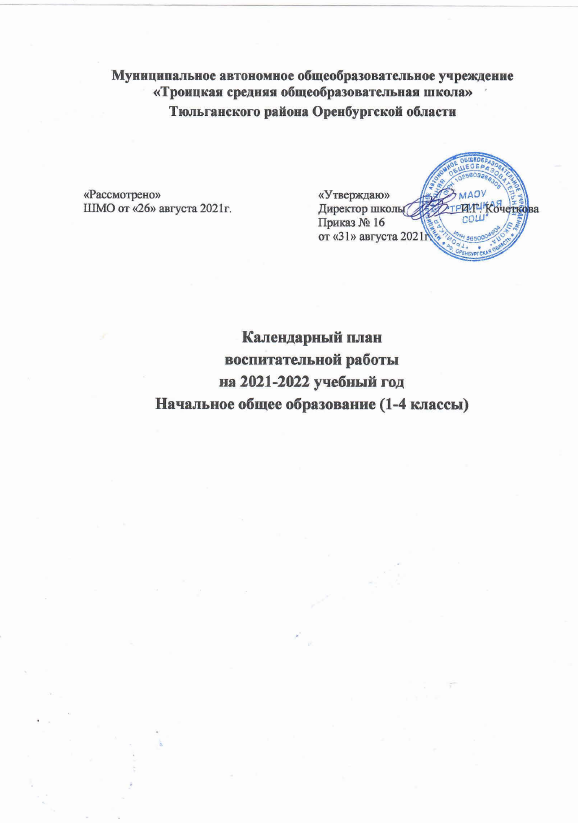 Муниципальное автономное общеобразовательное учреждение
«Троицкая средняя общеобразовательная школа»
Тюльганского района Оренбургской области
«Рассмотрено»
ШМО от «26» августа 2021г.
«Утверждаю»
Директор школы Кочеткова
Приказ № 16
от «31» августа 2021г.
МАОУ
ТРОИЦКАЯ
СОШ
Календарный план
воспитательной работы
на 2021-2022 учебный год
Начальное общее образование (1-4 классы)